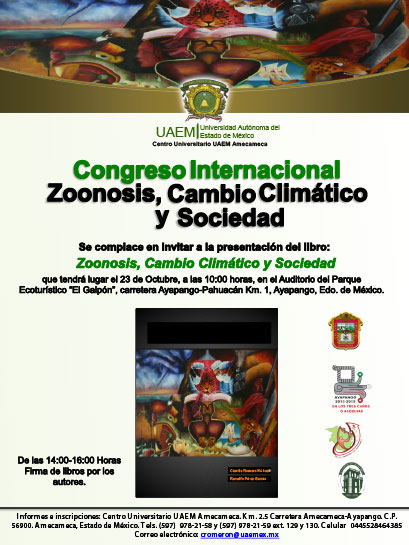 UAEM
Universidad Autónoma del
Estado de México
Centro Universitario UAEM Amecameca
Congreso Internacional
Zoonosis, Cambio Climático
y Sociedad
Se complace en invitar a la presentación del libro:
Zoonosis, Cambio Climático y Sociedad
que tendrá lugar el 23 de Octubre, a las 10:00 horas, en el Auditorio del Parque
Ecoturístico "El Galpón", carretera Ayapango-Pahuacán Km. 1, Ayapango, Edo. de México.
AYAPANGO
De las 14:00-16:00 Horas
Firma de libros por los
autores.
Informes e inscripciones: Centro Universitario UAEM Amecameca. Km. 2.5 Carretera Amecameca-Ayapango. C.P.
56900. Amecameca, Estado de México. Tels. (597) 978-21-58 y (597) 978-21-59 ext. 129 y 130. Celular 0445528464385
Correo electrónico: cromeron@uaemex.mx